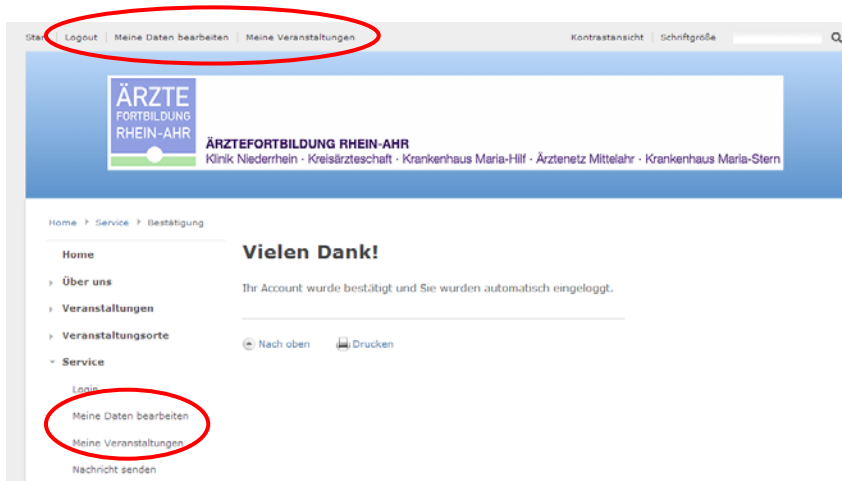 Start | Logout | Meine Daten bearbeiten | Meine Veranstaltungen Kontrastansicht | Schriftgröße
ÄRZTE
FORTBILDUNG
RHEIN-AHR
ÄRZTEFORTBILDUNG RHEIN-AHR
Klinik Niederrhein · Kreisärzteschaft · Krankenhaus Maria-Hilf · Ärztenetz Mittelahr · Krankenhaus Maria-Stern
Home Service Bestätigung
Home
Über uns
Veranstaltungen
Veranstaltungsorte
Service
Login
Meine Daten bearbeiten
Meine Veranstaltungen
Nachricht senden
Vielen Dank!
Ihr Account wurde bestätigt und Sie wurden automatisch eingeloggt.
Nach oben Drucken